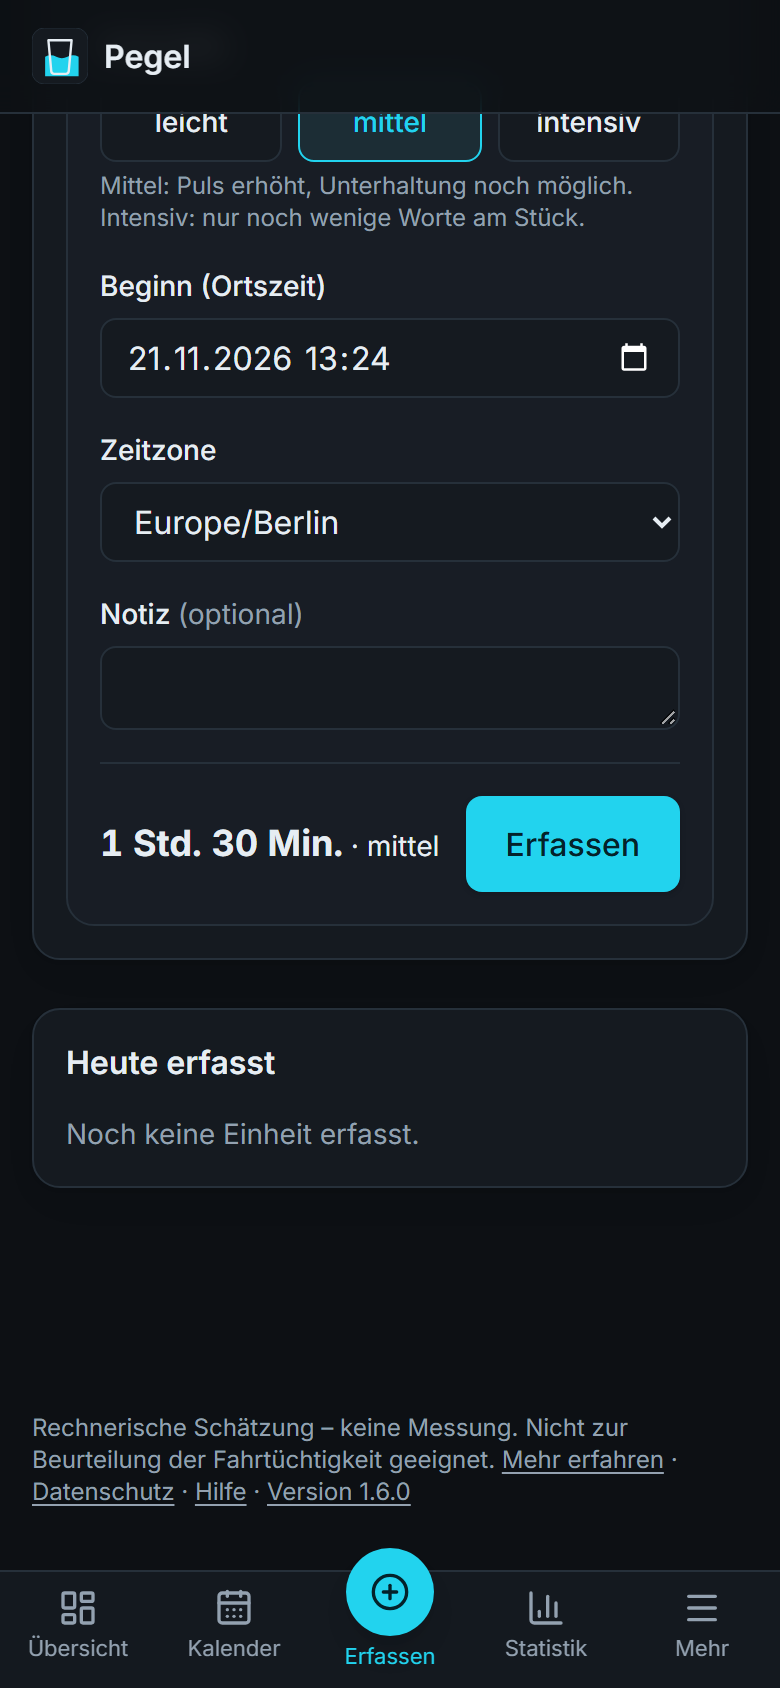 Pegel
leicht
mittel
intensiv
Mittel: Puls erhöht, Unterhaltung noch möglich.
Intensiv: nur noch wenige Worte am Stück.
Beginn (Ortszeit)
21.11.2026 13:24
Zeitzone
Europe/Berlin
Notiz (optional)
1 Std. 30 Min. · mittel
Erfassen
Heute erfasst
Noch keine Einheit erfasst.
Rechnerische Schätzung – keine Messung. Nicht zur
Beurteilung der Fahrtüchtigkeit geeignet. Mehr erfahren ·
Datenschutz · Hilfe · Version 1.6.0
Übersicht
Kalender
Erfassen
Statistik
Mehr